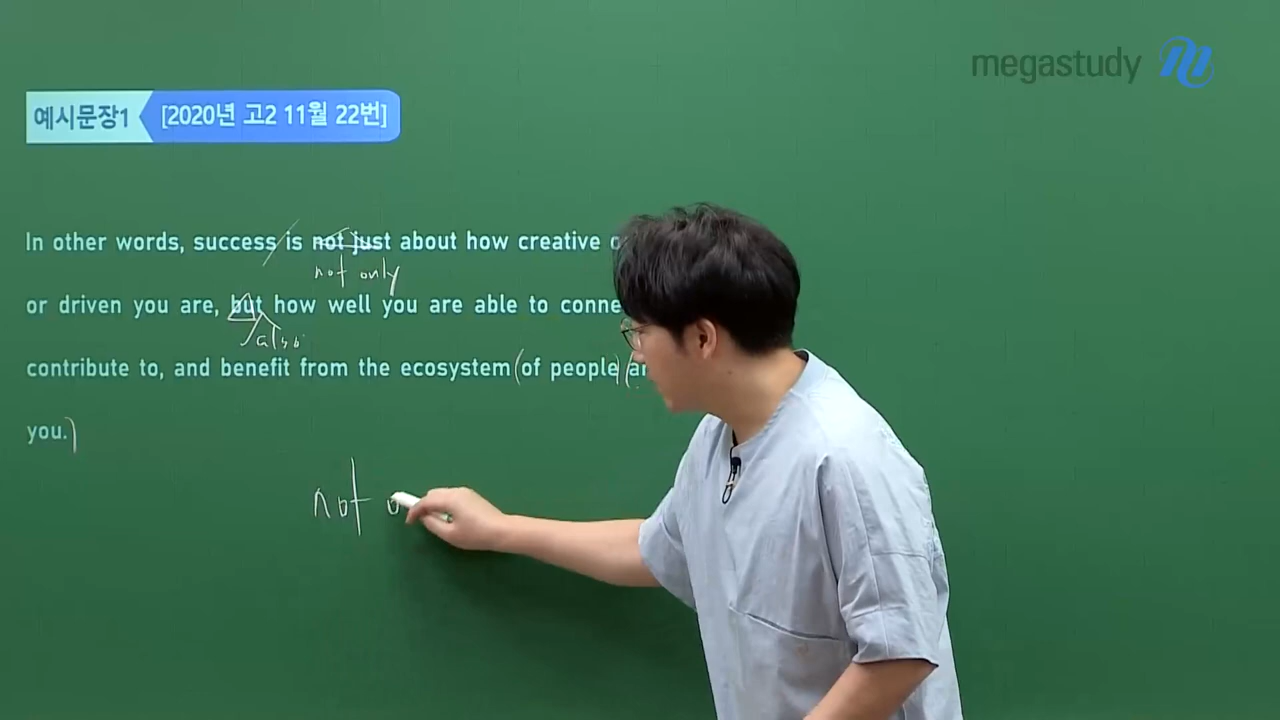 megastudy
예시문장1 [2020년 고2 11월 22번]
In other words, success is not just about how creative
not only
or driven you are, but how well you are able to
also
contribute to, and benefit from the ecosystem (of people) (
you.)
not